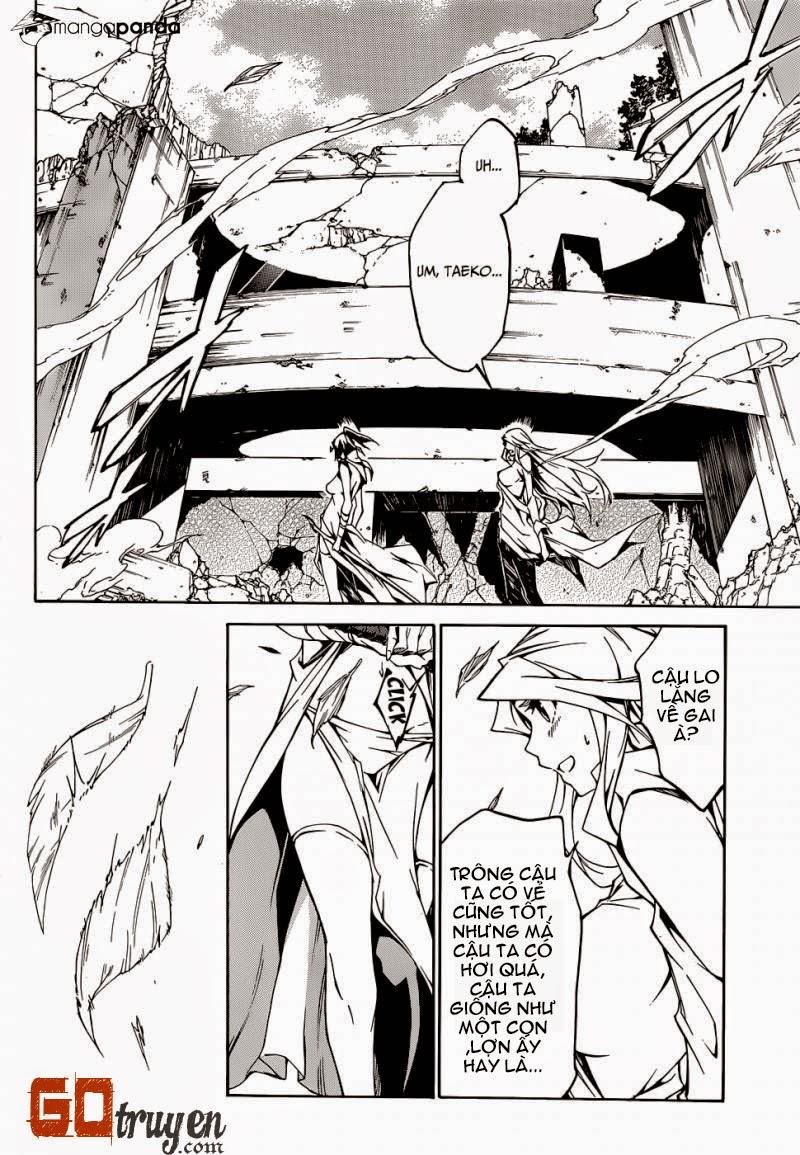 mangapanda
UH...
UM, TAEKO...
CẬU LO
LẮNG
VỀ GAI
À?
TRÔNG CẬU
TA CÓ VẺ
CŨNG TỐT,
NHƯNG MÀ
CẬU TA CÓ
HƠI QUÁ,
CẬU TA
GIỐNG NHƯ
MỘT CON
,LỢN ẤY
HAY LÀ...
CLICK
GOtruyen
.com